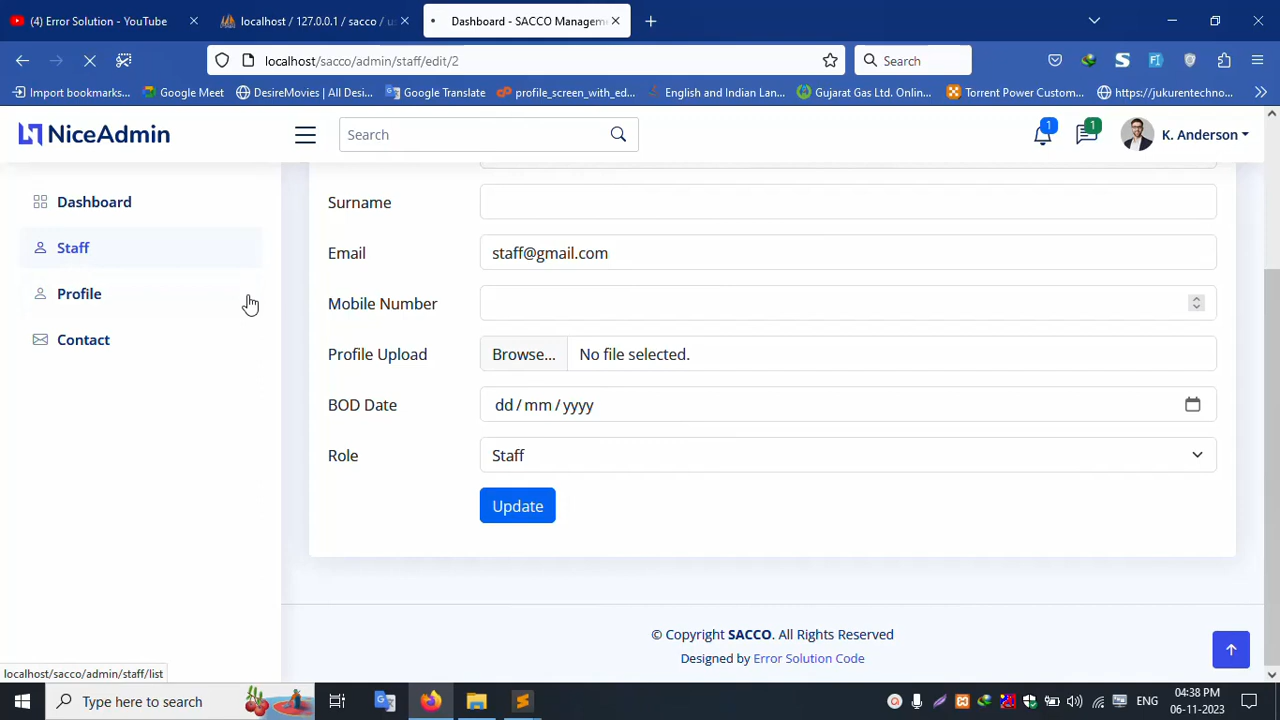 (4) Error Solution - YouTube
localhost / 127.0.0.1 / sacco / u
Dashboard - SACCO Managem
localhost/sacco/admin/staff/edit/2
Search
Import bookmarks...
Google Meet
DesireMovies | All Desi...
Google Translate
profile_screen_with_ed...
English and Indian Lan...
Gujarat Gas Ltd. Onlin...
Torrent Power Custom...
https://jukurentechno...
NiceAdmin
Search
1
1
K. Anderson
Dashboard
Staff
Profile
Contact
Surname
Email
staff@gmail.com
Mobile Number
Profile Upload
Browse...
No file selected.
BOD Date
dd / mm / yyyy
Role
Staff
Update
© Copyright SACCO. All Rights Reserved
Designed by Error Solution Code
localhost/sacco/admin/staff/list
Type here to search
ENG
04:38 PM
06-11-2023